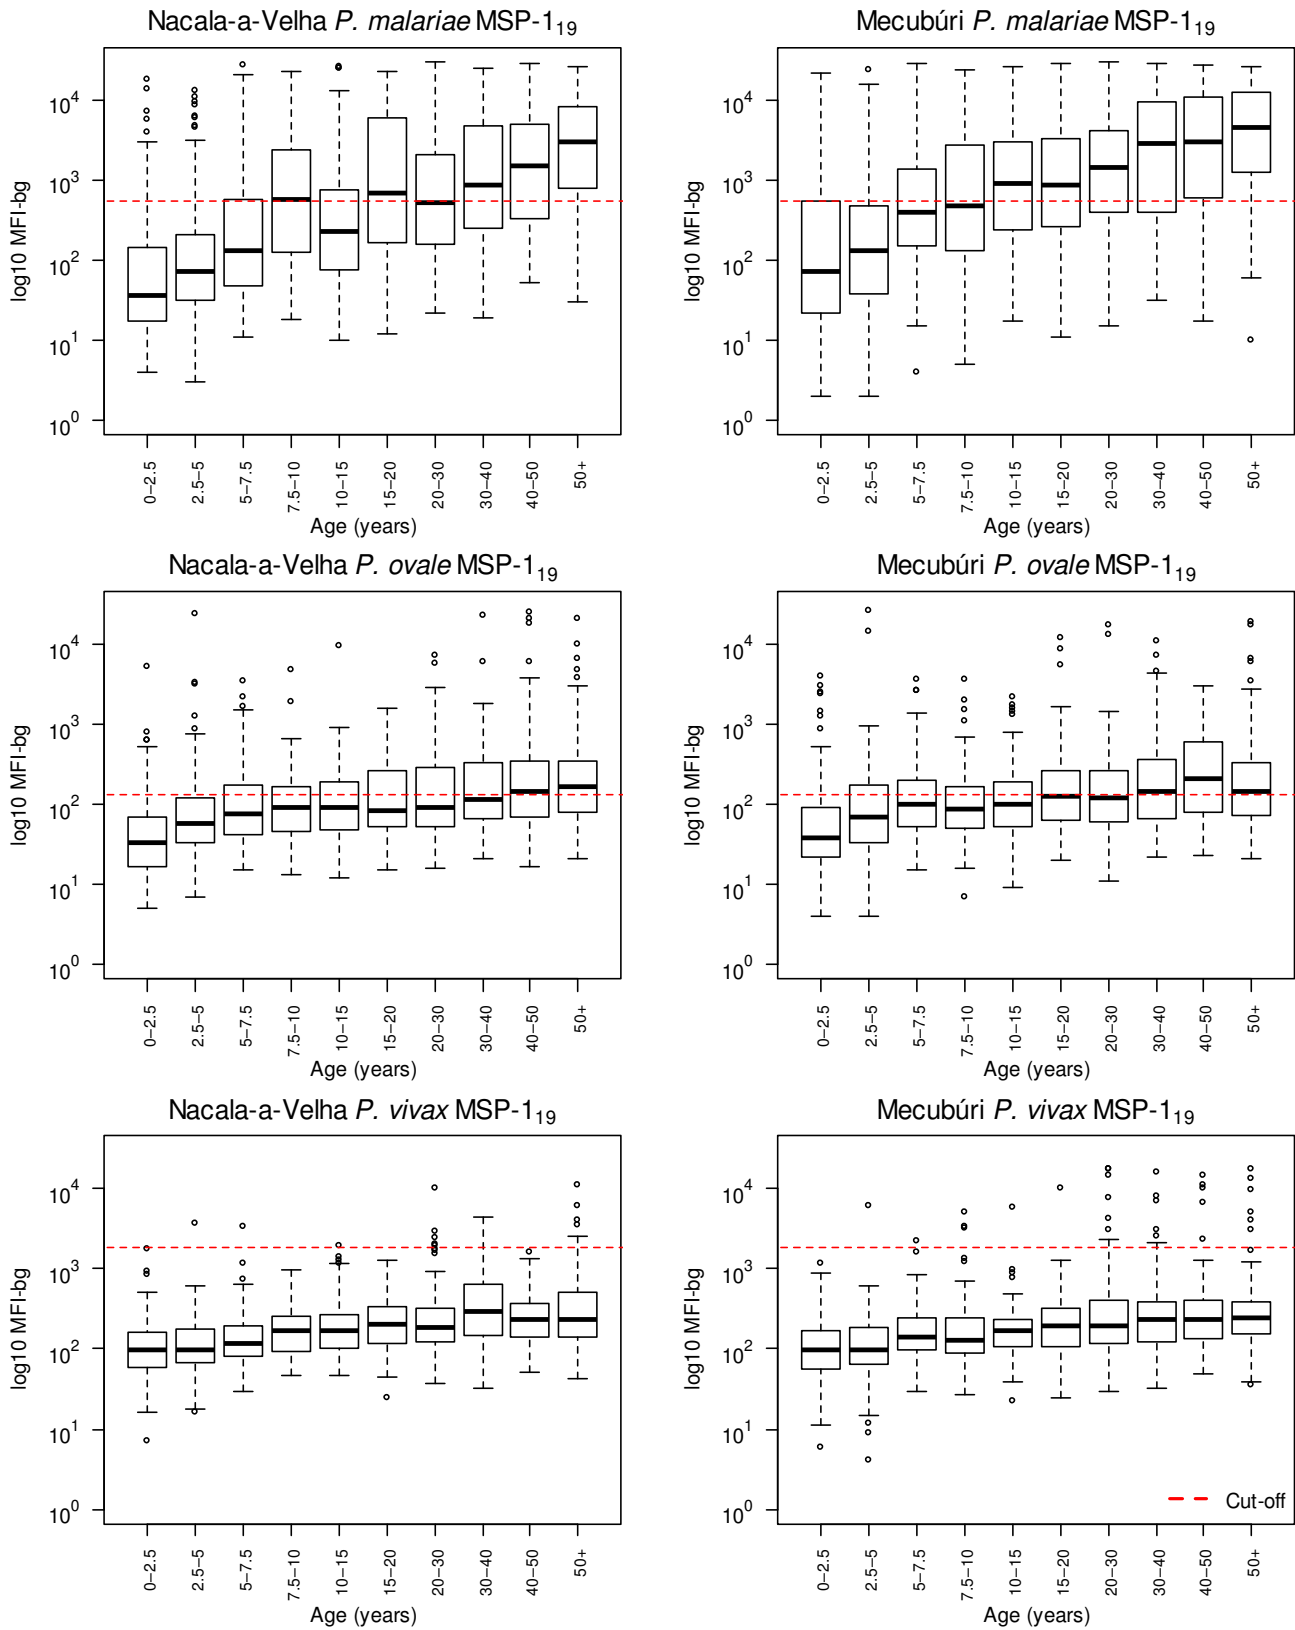 Nacala-a-Velha P. malariae MSP-1₁₉
log10 MFI-bg
10⁴
10³
10²
10¹
10⁰
0−2.5 2.5−5 5−7.5 7.5−10 10−15 15−20 20−30 30−40 40−50 50+
Age (years)
Mecubúri P. malariae MSP-1₁₉
log10 MFI-bg
10⁴
10³
10²
10¹
10⁰
0−2.5 2.5−5 5−7.5 7.5−10 10−15 15−20 20−30 30−40 40−50 50+
Age (years)
Nacala-a-Velha P. ovale MSP-1₁₉
log10 MFI-bg
10⁴
10³
10²
10¹
10⁰
0−2.5 2.5−5 5−7.5 7.5−10 10−15 15−20 20−30 30−40 40−50 50+
Age (years)
Mecubúri P. ovale MSP-1₁₉
log10 MFI-bg
10⁴
10³
10²
10¹
10⁰
0−2.5 2.5−5 5−7.5 7.5−10 10−15 15−20 20−30 30−40 40−50 50+
Age (years)
Nacala-a-Velha P. vivax MSP-1₁₉
log10 MFI-bg
10⁴
10³
10²
10¹
10⁰
0−2.5 2.5−5 5−7.5 7.5−10 10−15 15−20 20−30 30−40 40−50 50+
Age (years)
Mecubúri P. vivax MSP-1₁₉
log10 MFI-bg
10⁴
10³
10²
10¹
10⁰
Cut-off
0−2.5 2.5−5 5−7.5 7.5−10 10−15 15−20 20−30 30−40 40−50 50+
Age (years)